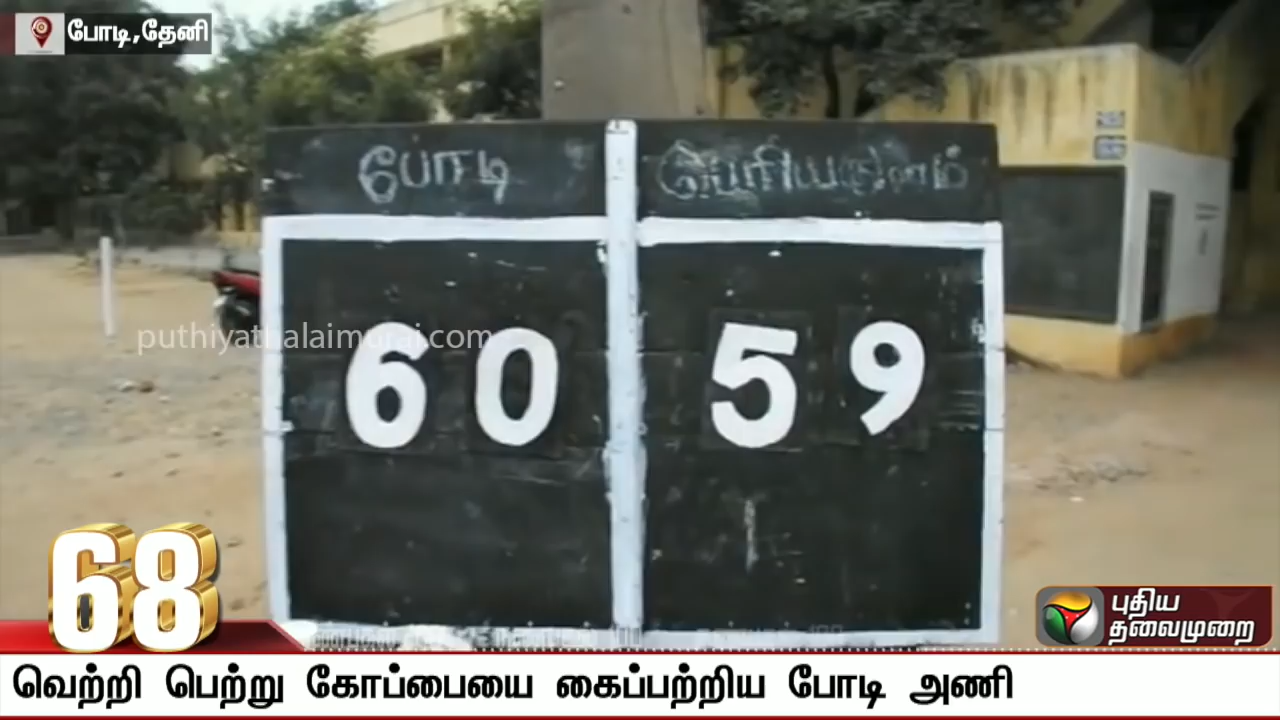 போடி,தேனி
போடி
பெரியகுளம்
puthiyathalaimurai.com
60
59
68
புதிய
தலைமுறை
வெற்றி பெற்று கோப்பையை கைப்பற்றிய போடி அணி